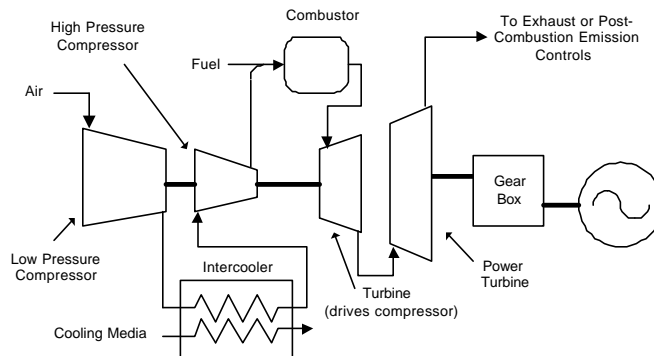 High Pressure
Compressor
Combustor
To Exhaust or Post-
Combustion Emission
Controls
Fuel
Air
Gear
Box
Low Pressure
Compressor
Intercooler
Turbine
(drives compressor)
Power
Turbine
Cooling Media